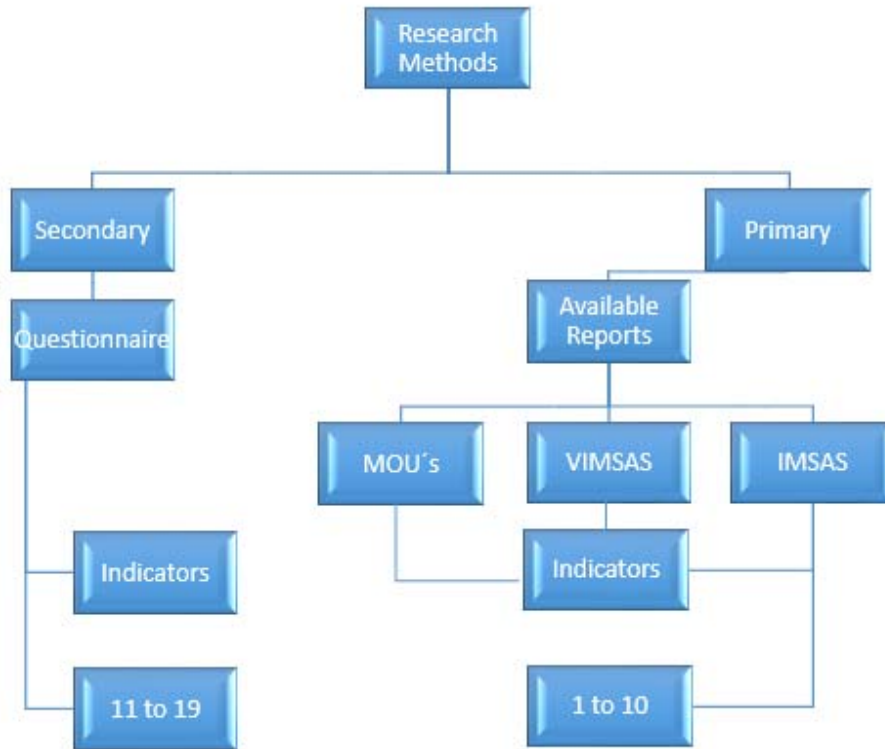 Research
Methods
Secondary
Primary
Questionnaire
Available
Reports
MOU´s
VIMSAS
IMSAS
Indicators
Indicators
11 to 19
1 to 10